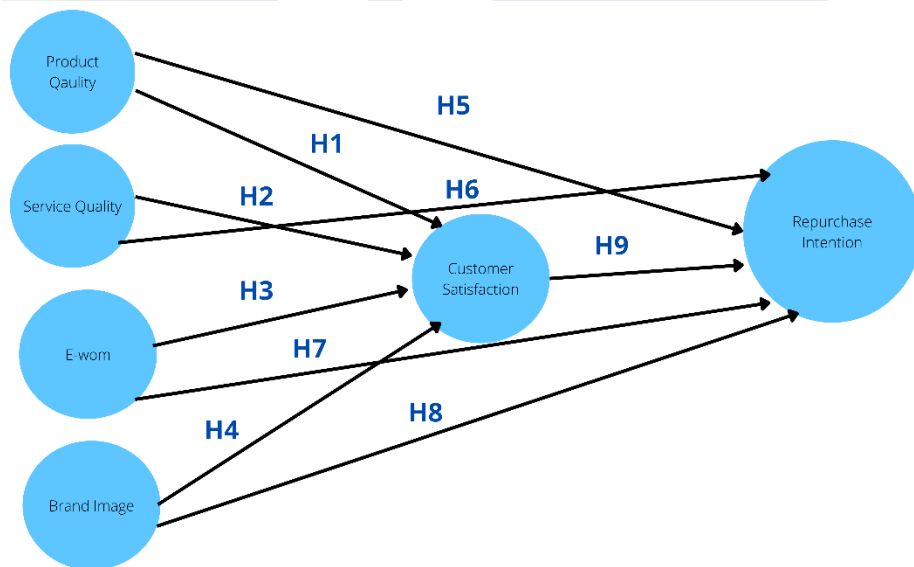 Product
Qaulity
H5
H1
Service Quality
H2
H6
Repurchase
Intention
Customer
Satisfaction
H9
H3
E-wom
H7
H4
H8
Brand Image